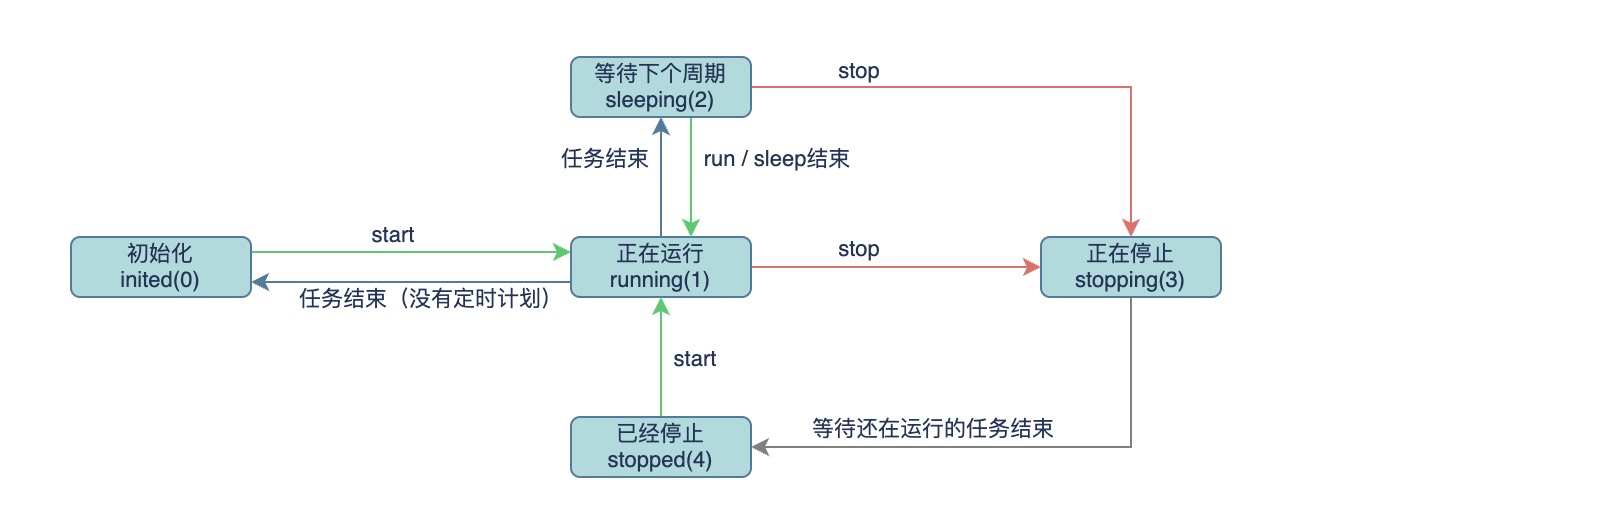 等待下个周期
sleeping(2)
stop
任务结束
run / sleep结束
初始化
inited(0)
start
任务结束（没有定时计划）
正在运行
running(1)
stop
正在停止
stopping(3)
start
已经停止
stopped(4)
等待还在运行的任务结束